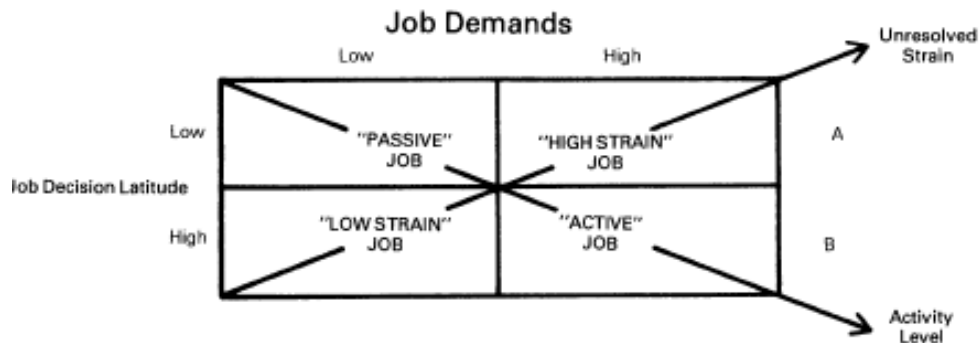 Job Demands
Unresolved
Strain
Low
High
Low
"PASSIVE"
JOB
"HIGH STRAIN"
JOB
A
Job Decision Latitude
High
"LOW STRAIN"
JOB
"ACTIVE"
JOB
B
Activity
Level